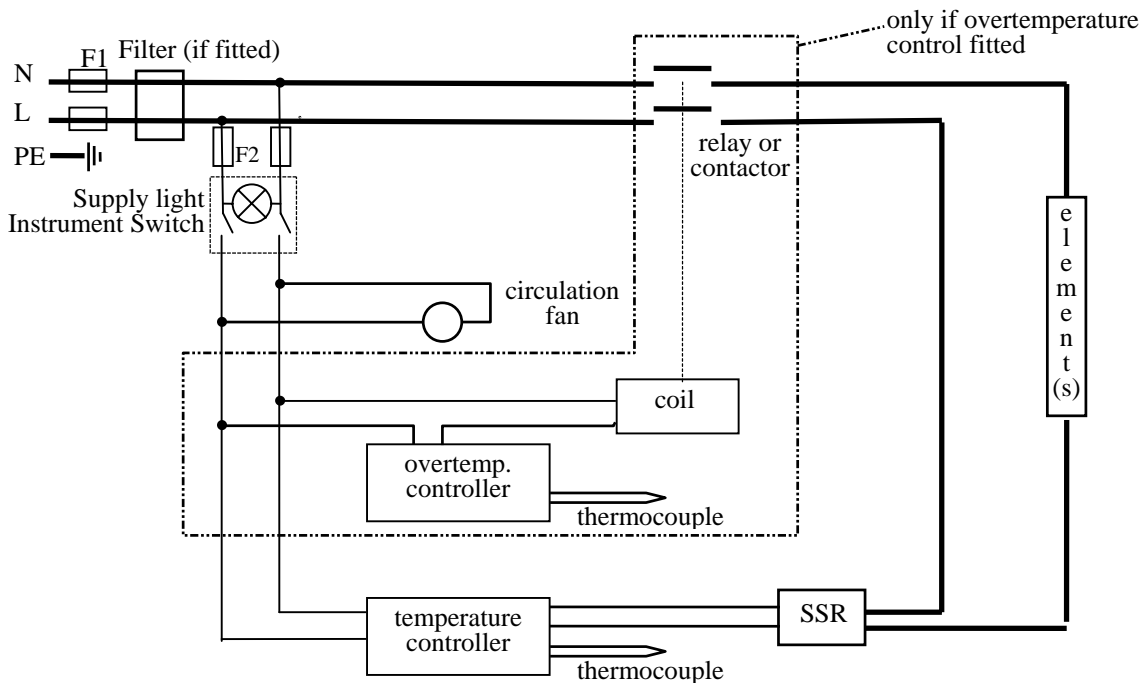 only if overtemperature
control fitted
Filter (if fitted)
F1
N
L
PE
F2
relay or
contactor
Supply light
Instrument Switch
element(s)
circulation
fan
coil
overtemp.
controller
thermocouple
temperature
controller
SSR
thermocouple